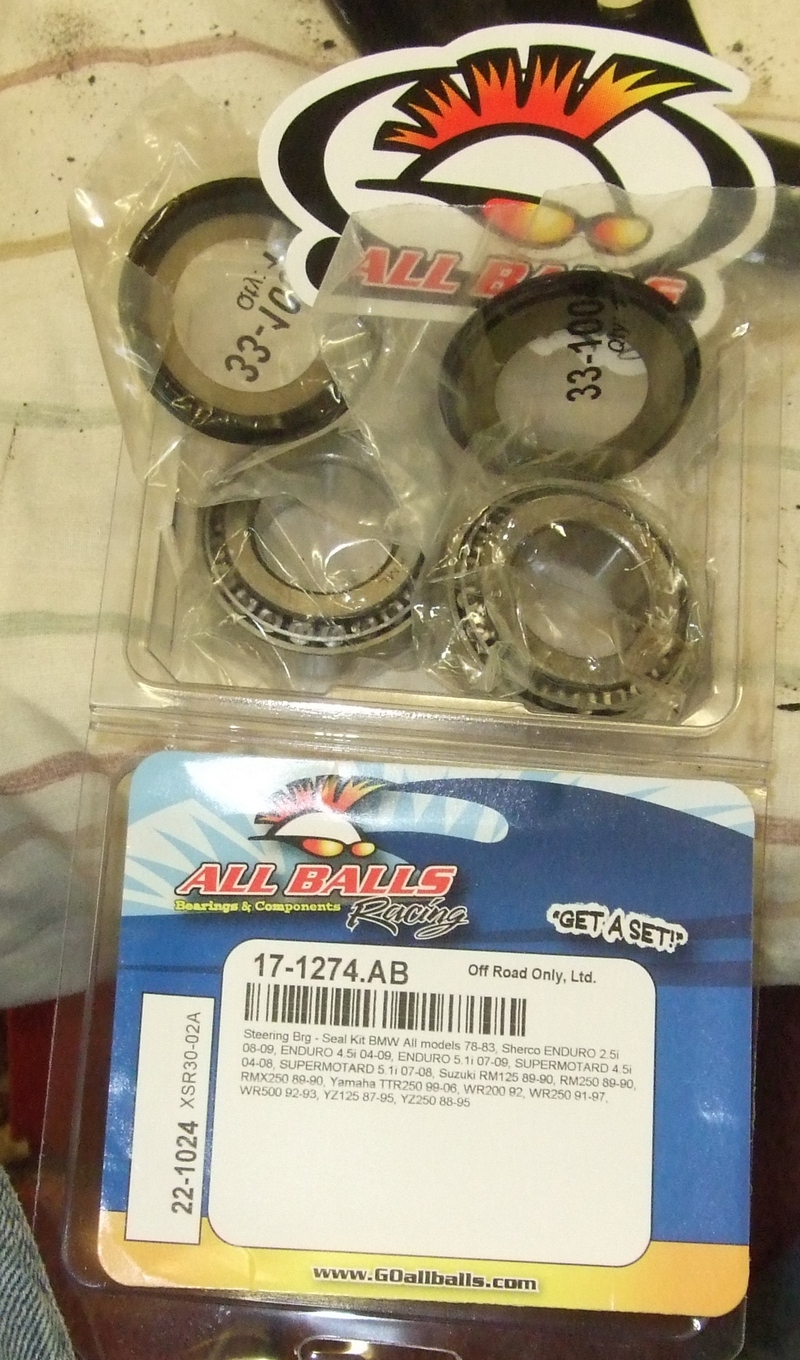 ALL BALLS
Qty:
33-100
33-100
Qty:
ALL BALLS
Bearings & Components
Racing
"GET A SET!"
17-1274.AB
Off Road Only, Ltd.
Steering Brg - Seal Kit BMW All models 78-83, Sherco ENDURO 2.5i
08-09, ENDURO 4.5i 04-09, ENDURO 5.1i 07-09, SUPERMOTARD 4.5i
04-08, SUPERMOTARD 5.1i 07-08, Suzuki RM125 89-90, RM250 89-90,
RMX250 89-90, Yamaha TTR250 99-06, WR200 92, WR250 91-97,
WR500 92-93, YZ125 87-95, YZ250 88-95
22-1024 XSR30-02A
www.GOallballs.com